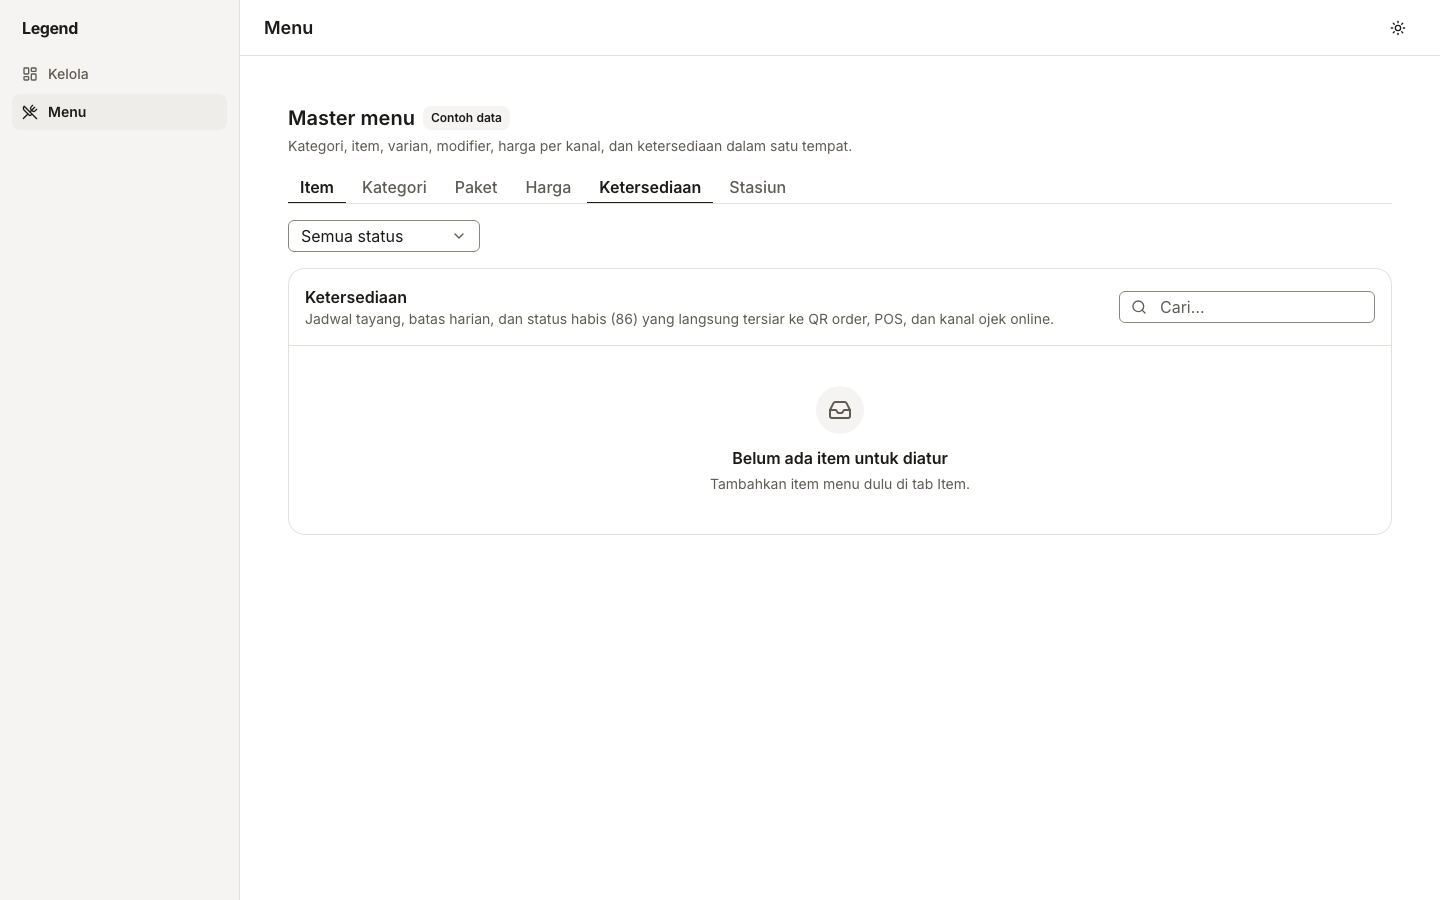 Legend
Kelola
Menu
Menu
Master menu
Contoh data
Kategori, item, varian, modifier, harga per kanal, dan ketersediaan dalam satu tempat.
Item
Kategori
Paket
Harga
Ketersediaan
Stasiun
Semua status
Ketersediaan
Jadwal tayang, batas harian, dan status habis (86) yang langsung tersiar ke QR order, POS, dan kanal ojek online.
Cari...
Belum ada item untuk diatur
Tambahkan item menu dulu di tab Item.